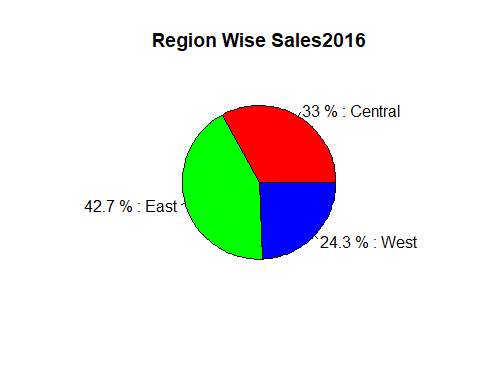 Region Wise Sales2016
33 % : Central
42.7 % : East
24.3 % : West